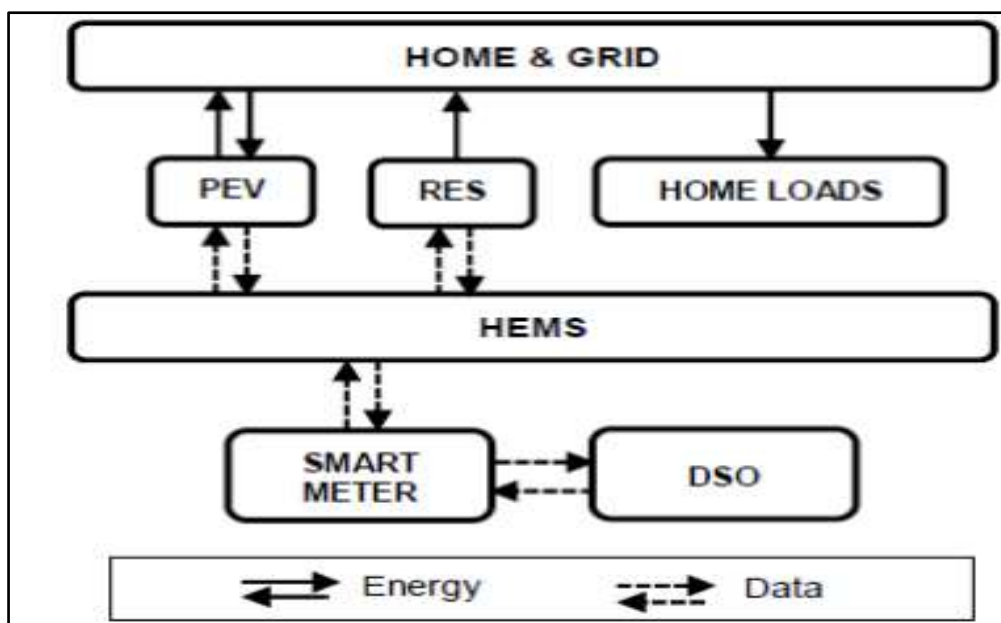 HOME & GRID
PEV
RES
HOME LOADS
HEMS
SMART
METER
DSO
Energy
Data